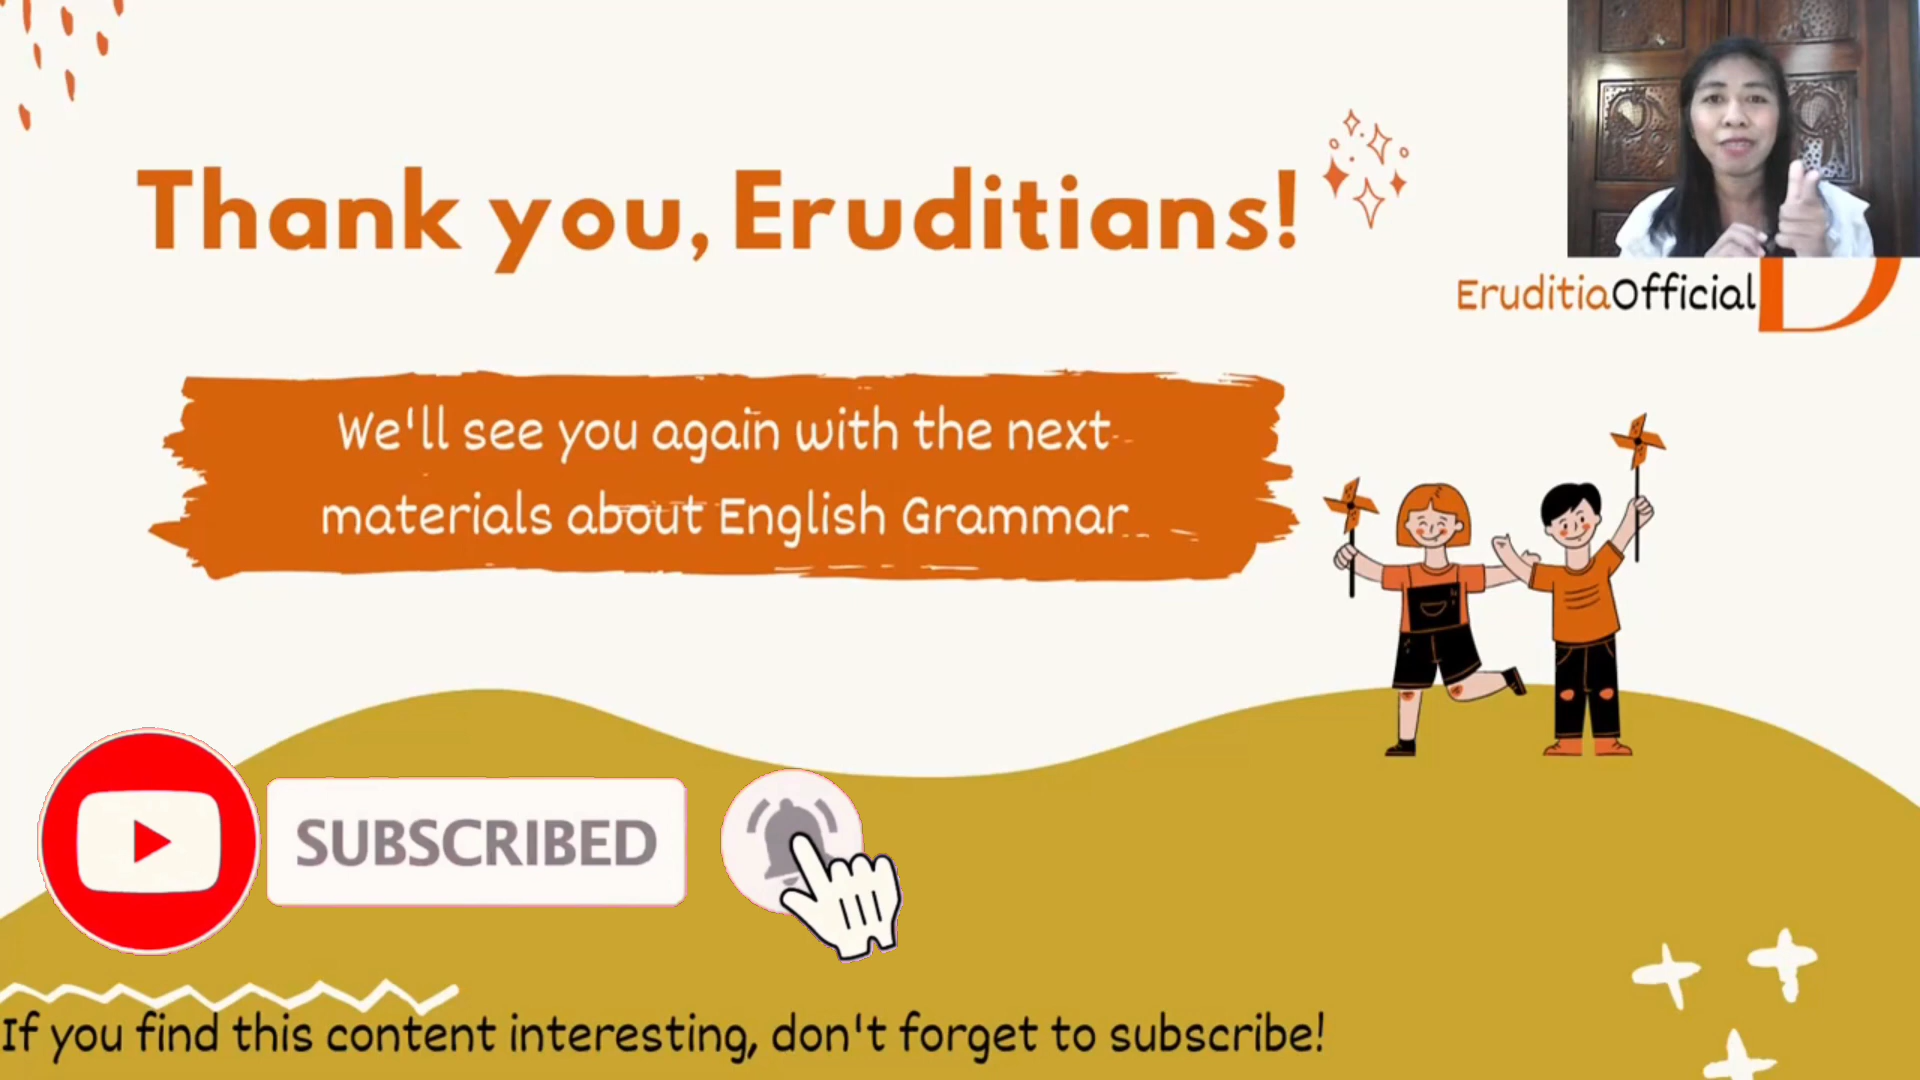 Thank you, Eruditians!
EruditiaOfficial
We'll see you again with the next
materials about English Grammar
SUBSCRIBED
If you find this content interesting, don't forget to subscribe!